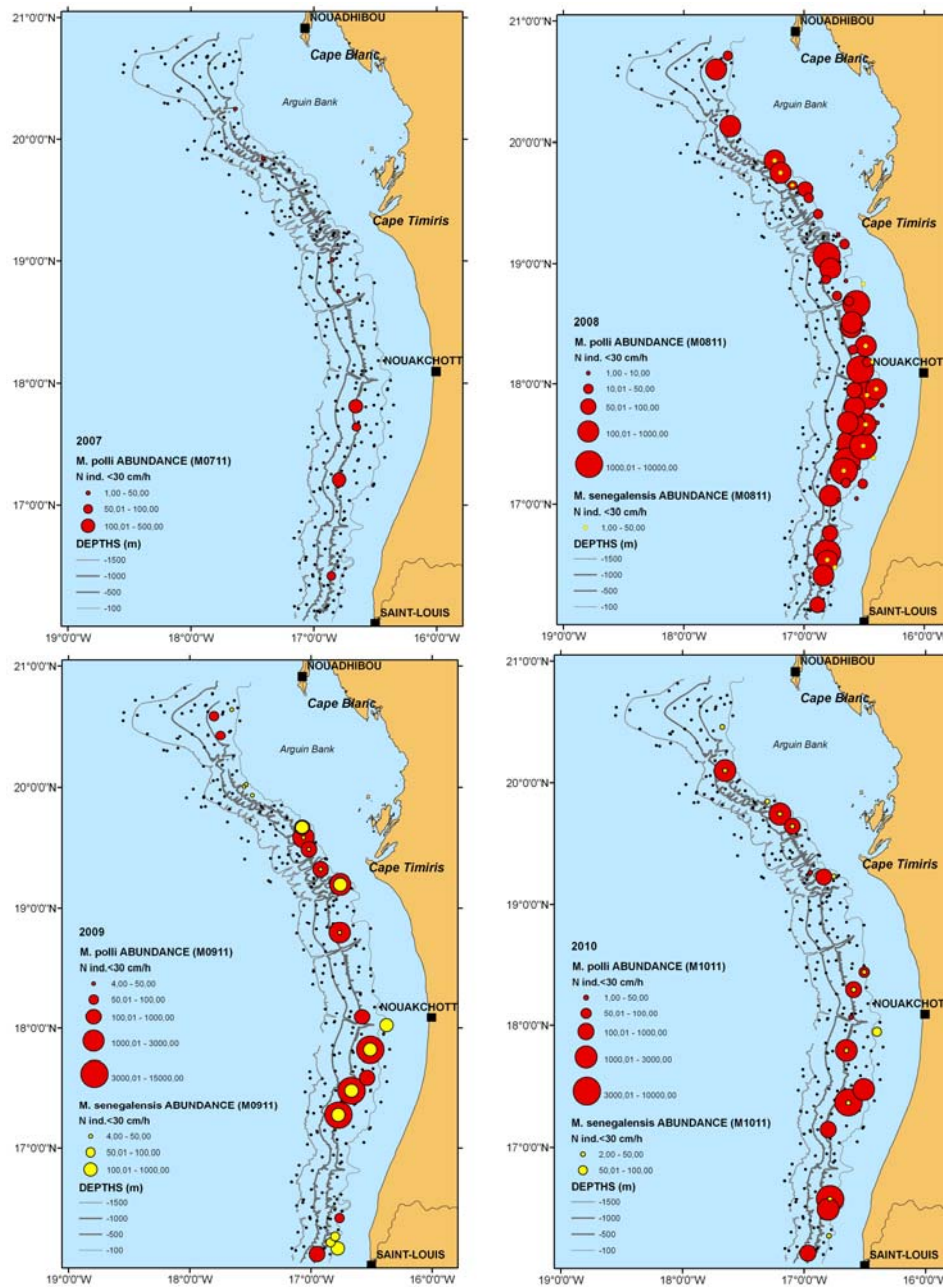 21°0'0"N
20°0'0"N
19°0'0"N
18°0'0"N
17°0'0"N
19°0'0"W
18°0'0"W
17°0'0"W
16°0'0"W
NOUADHIBOU
Cape Blanc
Arguin Bank
Cape Timiris
NOUAKCHOTT
SAINT-LOUIS
2007
M. polli ABUNDANCE (M0711)
N ind. <30 cm/h
1,00 - 50,00
50,01 - 100,00
100,01 - 500,00
DEPTHS (m)
-1500
-1000
-500
-100
21°0'0"N
20°0'0"N
19°0'0"N
18°0'0"N
17°0'0"N
19°0'0"W
18°0'0"W
17°0'0"W
16°0'0"W
NOUADHIBOU
Cape Blanc
Arguin Bank
Cape Timiris
NOUAKCHOTT
SAINT-LOUIS
2008
M. polli ABUNDANCE (M0811)
N ind. <30 cm/h
1,00 - 10,00
10,01 - 50,00
50,01 - 100,00
100,01 - 1000,00
1000,01 - 10000,00
M. senegalensis ABUNDANCE (M0811)
N ind. <30 cm/h
1,00 - 50,00
DEPTHS (m)
-1500
-1000
-500
-100
21°0'0"N
20°0'0"N
19°0'0"N
18°0'0"N
17°0'0"N
19°0'0"W
18°0'0"W
17°0'0"W
16°0'0"W
NOUADHIBOU
Cape Blanc
Arguin Bank
Cape Timiris
NOUAKCHOTT
SAINT-LOUIS
2009
M. polli ABUNDANCE (M0911)
N ind.<30 cm/h
4,00 - 50,00
50,01 - 100,00
100,01 - 1000,00
1000,01 - 3000,00
3000,01 - 15000,00
M. senegalensis ABUNDANCE (M0911)
N ind.<30 cm/h
4,00 - 50,00
50,01 - 100,00
100,01 - 1000,00
DEPTHS (m)
-1500
-1000
-500
-100
21°0'0"N
20°0'0"N
19°0'0"N
18°0'0"N
17°0'0"N
19°0'0"W
18°0'0"W
17°0'0"W
16°0'0"W
NOUADHIBOU
Cape Blanc
Arguin Bank
Cape Timiris
NOUAKCHOTT
SAINT-LOUIS
2010
M. polli ABUNDANCE (M1011)
N ind.<30 cm/h
1,00 - 50,00
50,01 - 100,00
100,01 - 1000,00
1000,01 - 3000,00
3000,01 - 10000,00
M. senegalensis ABUNDANCE (M1011)
N ind.<30 cm/h
2,00 - 50,00
50,01 - 100,00
DEPTHS (m)
-1500
-1000
-500
-100